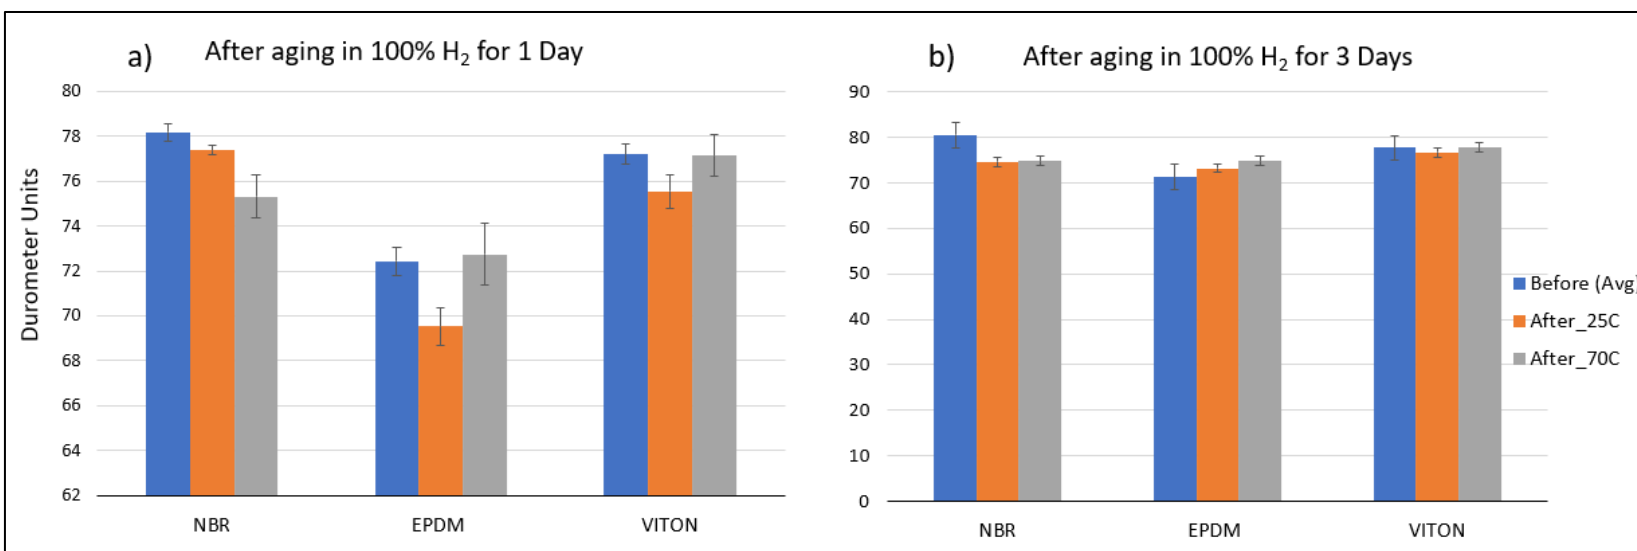 a) After aging in 100% H₂ for 1 Day
Durometer Units
80
78
76
74
72
70
68
66
64
62
NBR EPDM VITON
b) After aging in 100% H₂ for 3 Days
90
80
70
60
50
40
30
20
10
0
NBR EPDM VITON
Before (Avg)
After_25C
After_70C